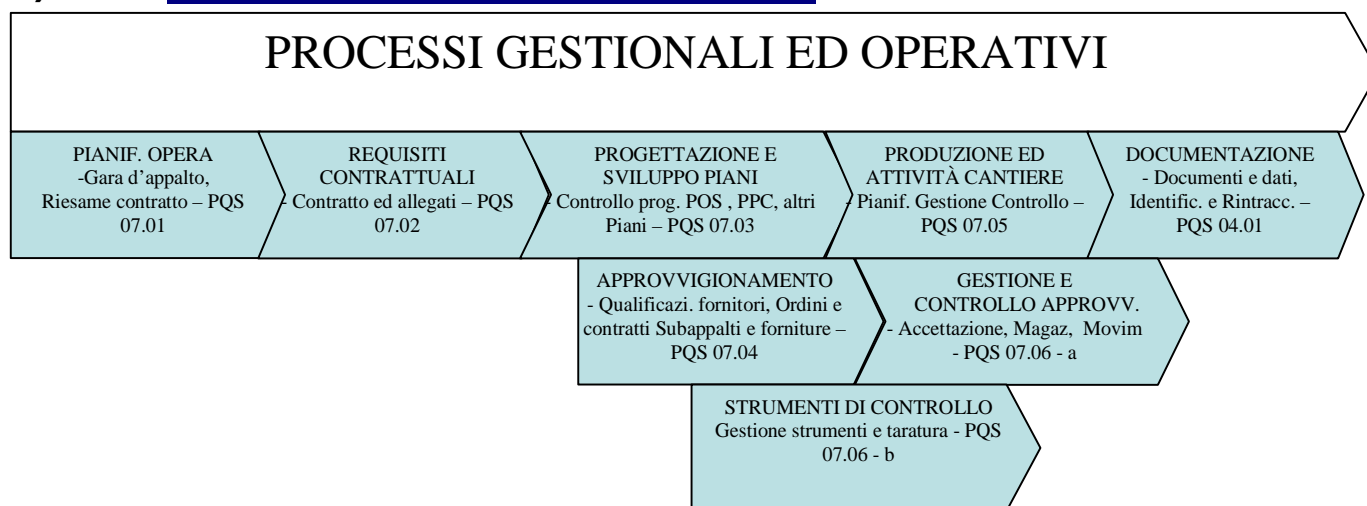 PROCESSI GESTIONALI ED OPERATIVI
PIANIF. OPERA
-Gara d'appalto,
Riesame contratto – PQS
07.01
REQUISITI
CONTRATTUALI
- Contratto ed allegati – PQS
07.02
PROGETTAZIONE E
SVILUPPO PIANI
- Controllo prog. POS , PPC, altri
Piani – PQS 07.03
PRODUZIONE ED
ATTIVITÀ CANTIERE
- Pianif. Gestione Controllo –
PQS 07.05
DOCUMENTAZIONE
- Documenti e dati,
Identific. e Rintracc. –
PQS 04.01
APPROVVIGIONAMENTO
- Qualificazi. fornitori, Ordini e
contratti Subappalti e forniture –
PQS 07.04
GESTIONE E
CONTROLLO APPROVV.
- Accettazione, Magaz, Movim
- PQS 07.06 - a
STRUMENTI DI CONTROLLO
Gestione strumenti e taratura - PQS
07.06 - b